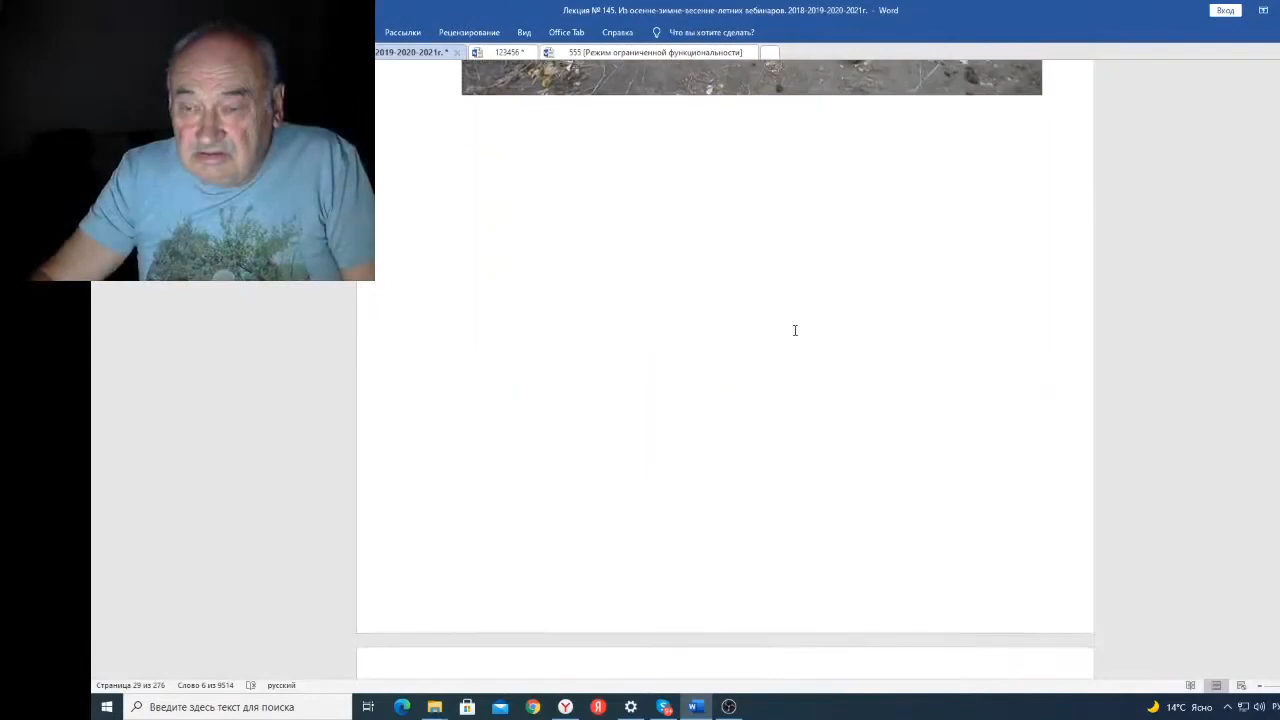 Лекция № 145. Из осенне-зимне-весенне-летних вебинаров. 2018-2019-2020-2021г. - Word
Вход
Рассылки Рецензирование Вид Office Tab Справка Что вы хотите сделать?
2019-2020-2021г. * 123456 * 555 [Режим ограниченной функциональности]
Страница 29 из 276 Слово 6 из 9514 русский
Введите здесь текст для поиска
14°C Ясно